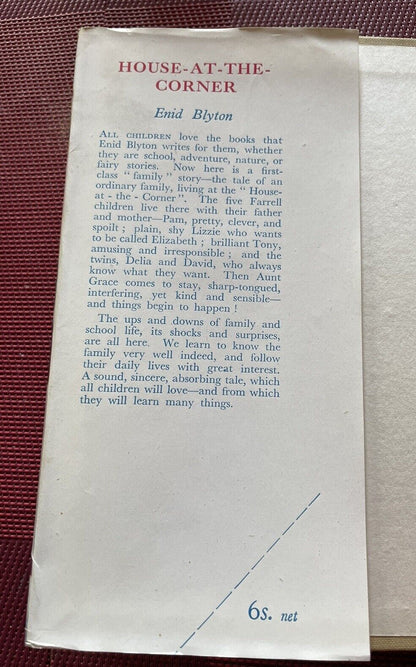 HOUSE-AT-THE-
CORNER
Enid Blyton
ALL CHILDREN love the books that
Enid Blyton writes for them, whether
they are school, adventure, nature, or
fairy stories. Now here is a first-
class " family " story—the tale of an
ordinary family, living at the " House-
at - the - Corner ". The five Farrell
children live there with their father
and mother—Pam, pretty, clever, and
spoilt ; plain, shy Lizzie who wants
to be called Elizabeth ; brilliant Tony,
amusing and irresponsible ; and the
twins, Delia and David, who always
know what they want. Then Aunt
Grace comes to stay, sharp-tongued,
interfering, yet kind and sensible—
and things begin to happen !
The ups and downs of family and
school life, its shocks and surprises,
are all here. We learn to know the
family very well indeed, and follow
their daily lives with great interest.
A sound, sincere, absorbing tale, which
all children will love—and from which
they will learn many things.
6s. net